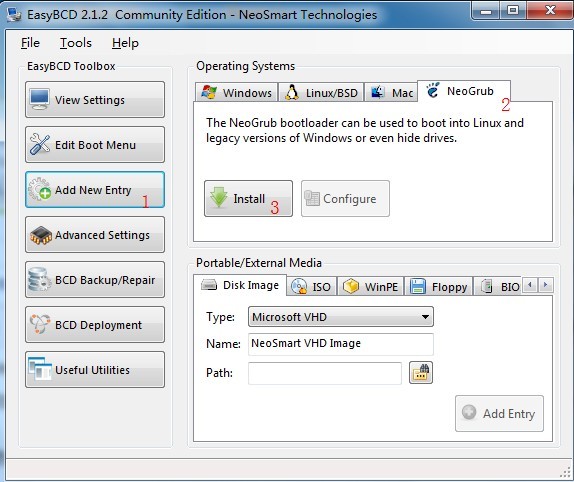 EasyBCD 2.1.2 Community Edition - NeoSmart Technologies
File Tools Help
EasyBCD Toolbox
View Settings
Edit Boot Menu
Add New Entry 1
Advanced Settings
BCD Backup/Repair
BCD Deployment
Useful Utilities
Operating Systems
Windows Linux/BSD Mac NeoGrub 2
The NeoGrub bootloader can be used to boot into Linux and
legacy versions of Windows or even hide drives.
Install 3 Configure
Portable/External Media
Disk Image ISO WinPE Floppy BIO
Type: Microsoft VHD
Name: NeoSmart VHD Image
Path:
Add Entry